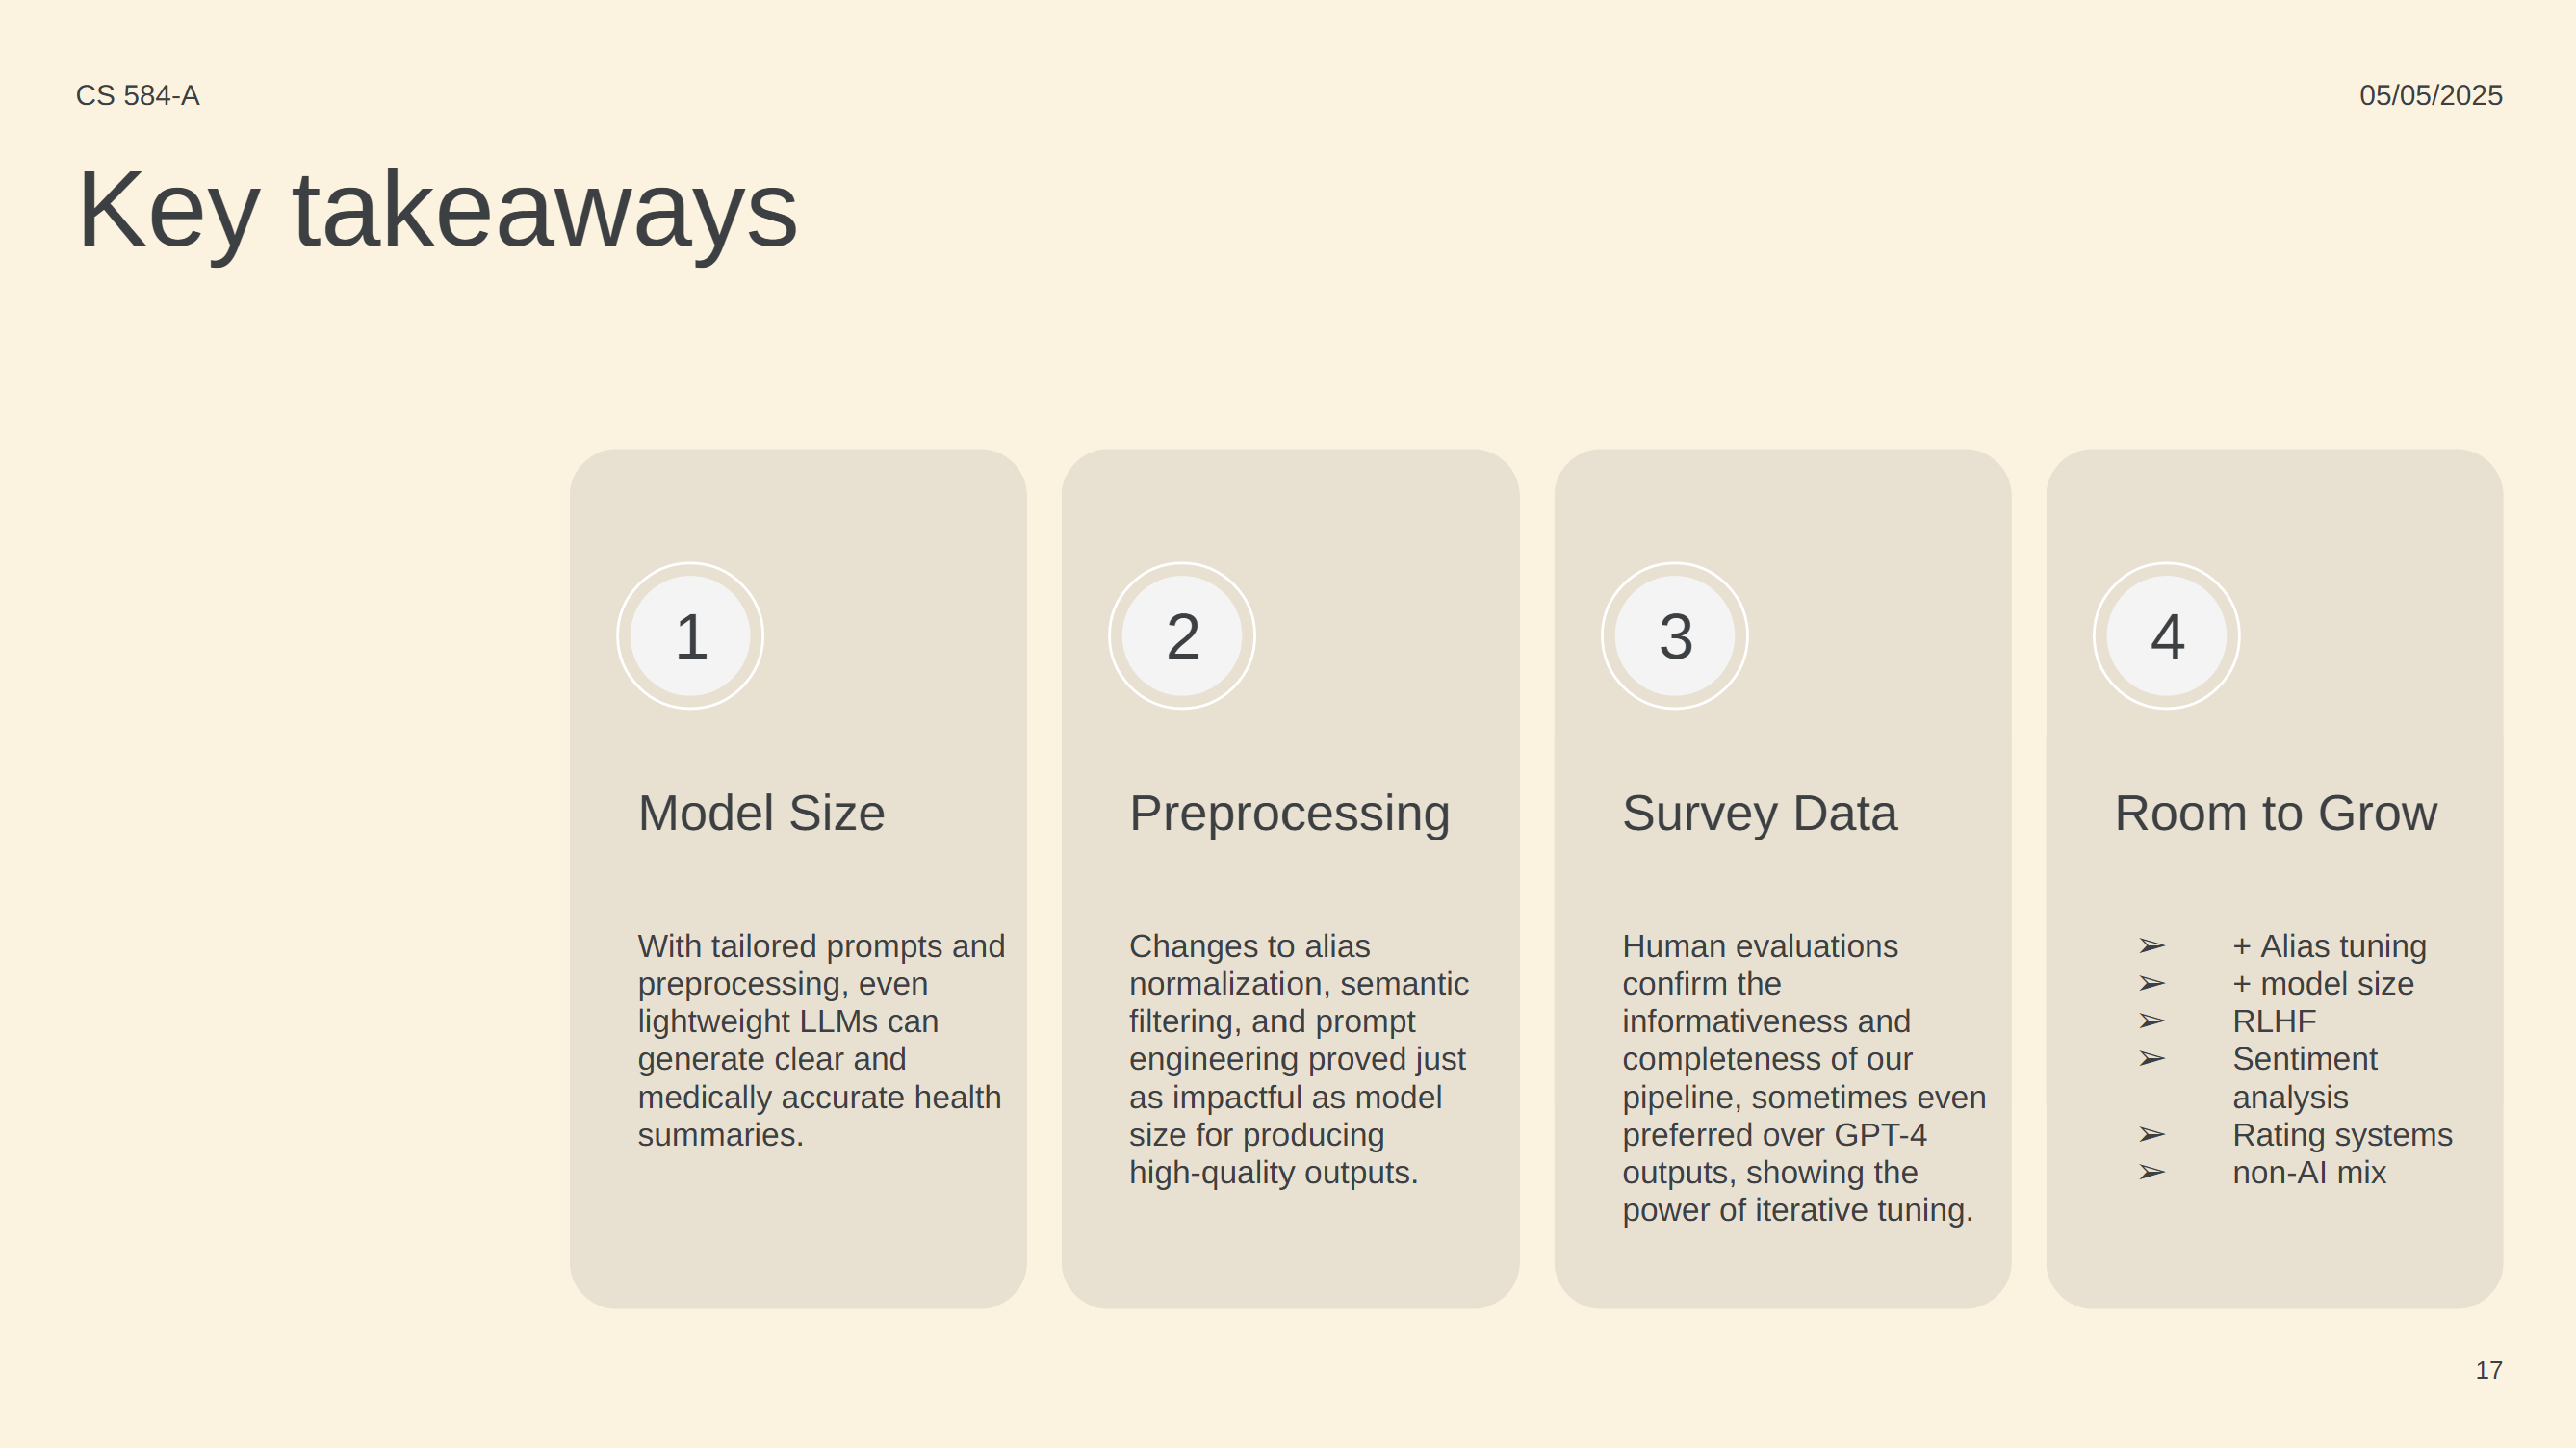 CS 584-A
05/05/2025
Key takeaways
1
Model Size
With tailored prompts and
preprocessing, even
lightweight LLMs can
generate clear and
medically accurate health
summaries.
2
Preprocessing
Changes to alias
normalization, semantic
filtering, and prompt
engineering proved just
as impactful as model
size for producing
high-quality outputs.
3
Survey Data
Human evaluations
confirm the
informativeness and
completeness of our
pipeline, sometimes even
preferred over GPT-4
outputs, showing the
power of iterative tuning.
4
Room to Grow
➢ + Alias tuning
➢ + model size
➢ RLHF
➢ Sentiment
analysis
➢ Rating systems
➢ non-AI mix
17